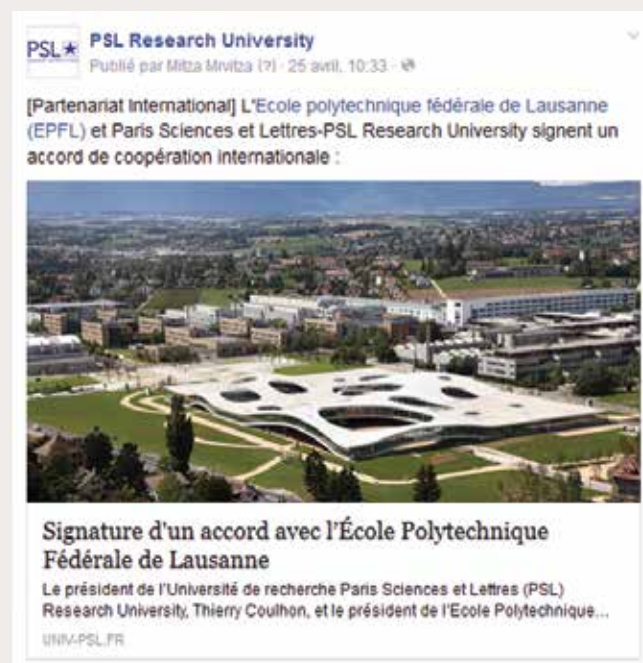 PSL★ PSL Research University
Publié par Mitza Mrvitza [?] · 25 avril, 10:33 ·
[Partenariat International] L'Ecole polytechnique fédérale de Lausanne
(EPFL) et Paris Sciences et Lettres-PSL Research University signent un
accord de coopération internationale :
Signature d'un accord avec l'École Polytechnique
Fédérale de Lausanne
Le président de l'Université de recherche Paris Sciences et Lettres (PSL)
Research University, Thierry Coulhon, et le président de l'Ecole Polytechnique...
UNIV-PSL.FR